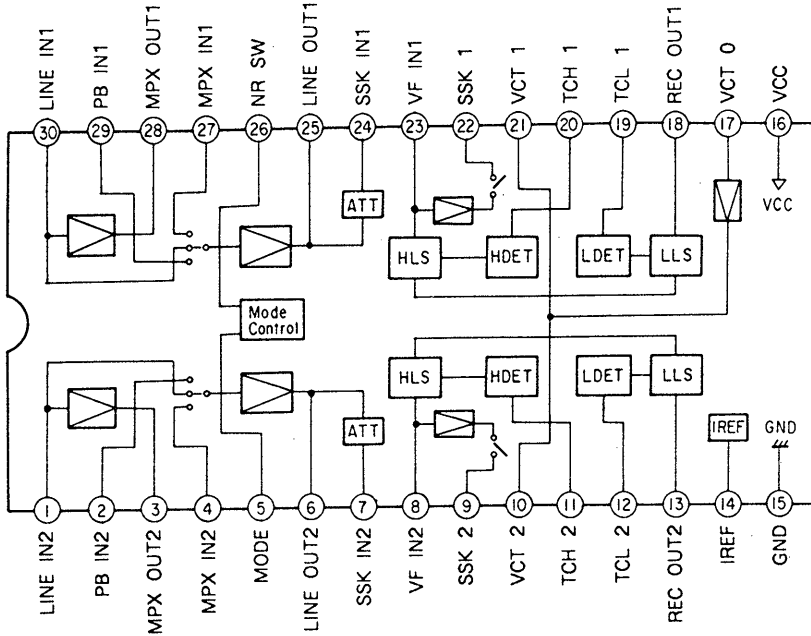 LINE IN1
PB IN1
MPX OUT1
MPX IN1
NR SW
LINE OUT1
SSK IN1
VF IN1
SSK 1
VCT 1
TCH 1
TCL 1
REC OUT1
VCT 0
VCC
30
29
28
27
26
25
24
23
22
21
20
19
18
17
16
ATT
VCC
HLS
HDET
LDET
LLS
Mode
Control
HLS
HDET
LDET
LLS
ATT
IREF
GND
1
2
3
4
5
6
7
8
9
10
11
12
13
14
15
LINE IN2
PB IN2
MPX OUT2
MPX IN2
MODE
LINE OUT2
SSK IN2
VF IN2
SSK 2
VCT 2
TCH 2
TCL 2
REC OUT2
IREF
GND